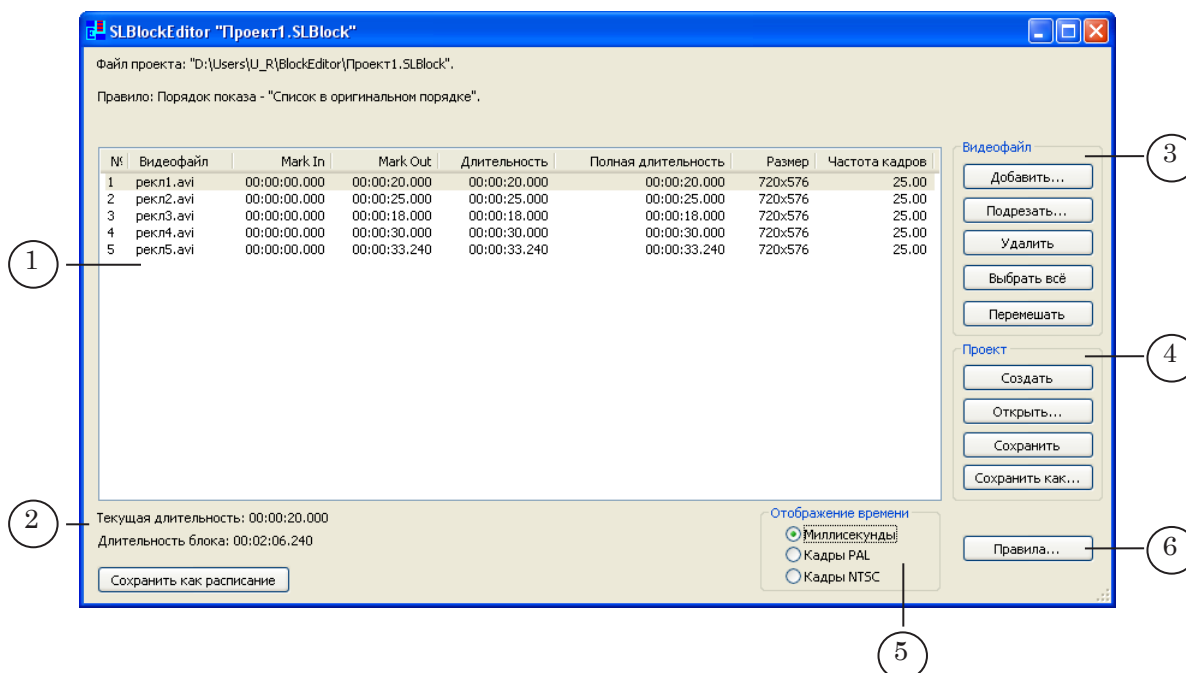 SLBlockEditor "Проект1.SLBlock"
Файл проекта: "D:\Users\U_R\BlockEditor\Проект1.SLBlock".
Правило: Порядок показа - "Список в оригинальном порядке".
№ Видеофайл Mark In Mark Out Длительность Полная длительность Размер Частота кадров
1 рекл1.avi 00:00:00.000 00:00:20.000 00:00:20.000 00:00:20.000 720x576 25.00
2 рекл2.avi 00:00:00.000 00:00:25.000 00:00:25.000 00:00:25.000 720x576 25.00
3 рекл3.avi 00:00:00.000 00:00:18.000 00:00:18.000 00:00:18.000 720x576 25.00
4 рекл4.avi 00:00:00.000 00:00:30.000 00:00:30.000 00:00:30.000 720x576 25.00
5 рекл5.avi 00:00:00.000 00:00:33.240 00:00:33.240 00:00:33.240 720x576 25.00
Видеофайл
Добавить...
Подрезать...
Удалить
Выбрать всё
Перемешать
Проект
Создать
Открыть...
Сохранить
Сохранить как...
Текущая длительность: 00:00:20.000
Длительность блока: 00:02:06.240
Сохранить как расписание
Отображение времени
Миллисекунды
Кадры PAL
Кадры NTSC
Правила...
1
2
3
4
5
6